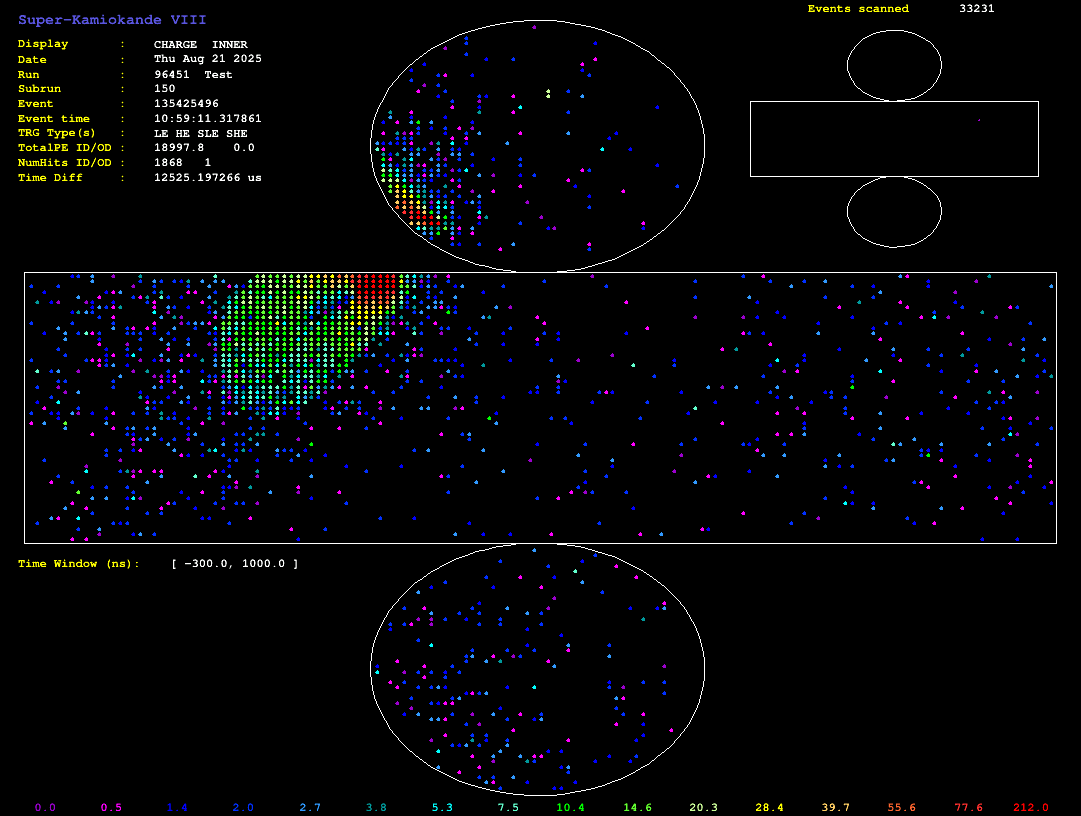 Super-Kamiokande VIII
Events scanned 33231
Display : CHARGE INNER
Date : Thu Aug 21 2025
Run : 96451 Test
Subrun : 150
Event : 135425496
Event time : 10:59:11.317861
TRG Type(s) : LE HE SLE SHE
TotalPE ID/OD : 18997.8 0.0
NumHits ID/OD : 1868 1
Time Diff : 12525.197266 us
Time Window (ns): [ -300.0, 1000.0 ]
0.0 0.5 1.4 2.0 2.7 3.8 5.3 7.5 10.4 14.6 20.3 28.4 39.7 55.6 77.6 212.0